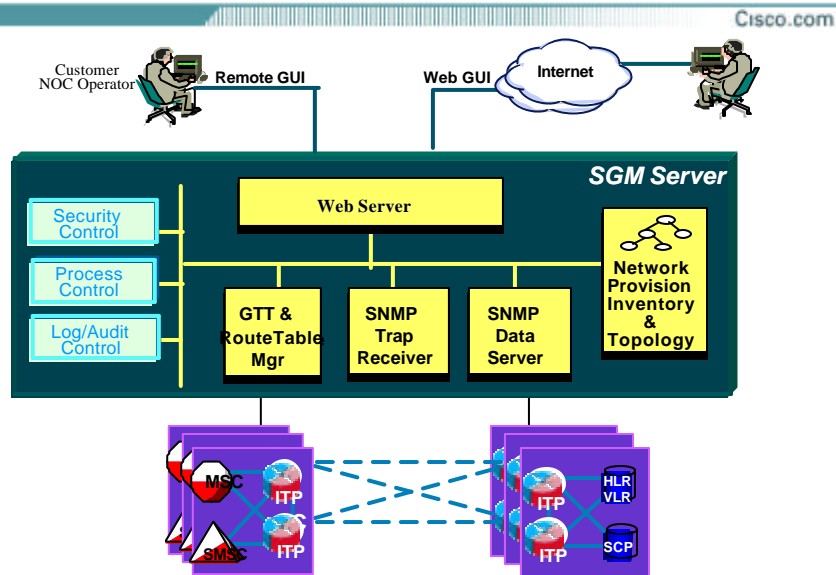 Cisco.com
Customer
NOC Operator
Remote GUI
Web GUI
Internet
SGM Server
Security
Control
Web Server
Process
Control
Log/Audit
Control
GTT &
RouteTable
Mgr
SNMP
Trap
Receiver
SNMP
Data
Server
Network
Provision
Inventory
&
Topology
MSC
ITP
SMSC
ITP
ITP
HLR
VLR
ITP
SCP